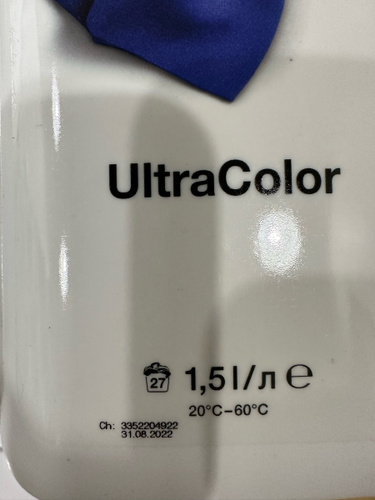 UltraColor
27 1,5 l/л ℮
20°C–60°C
Ch: 3352204922
31.08.2022